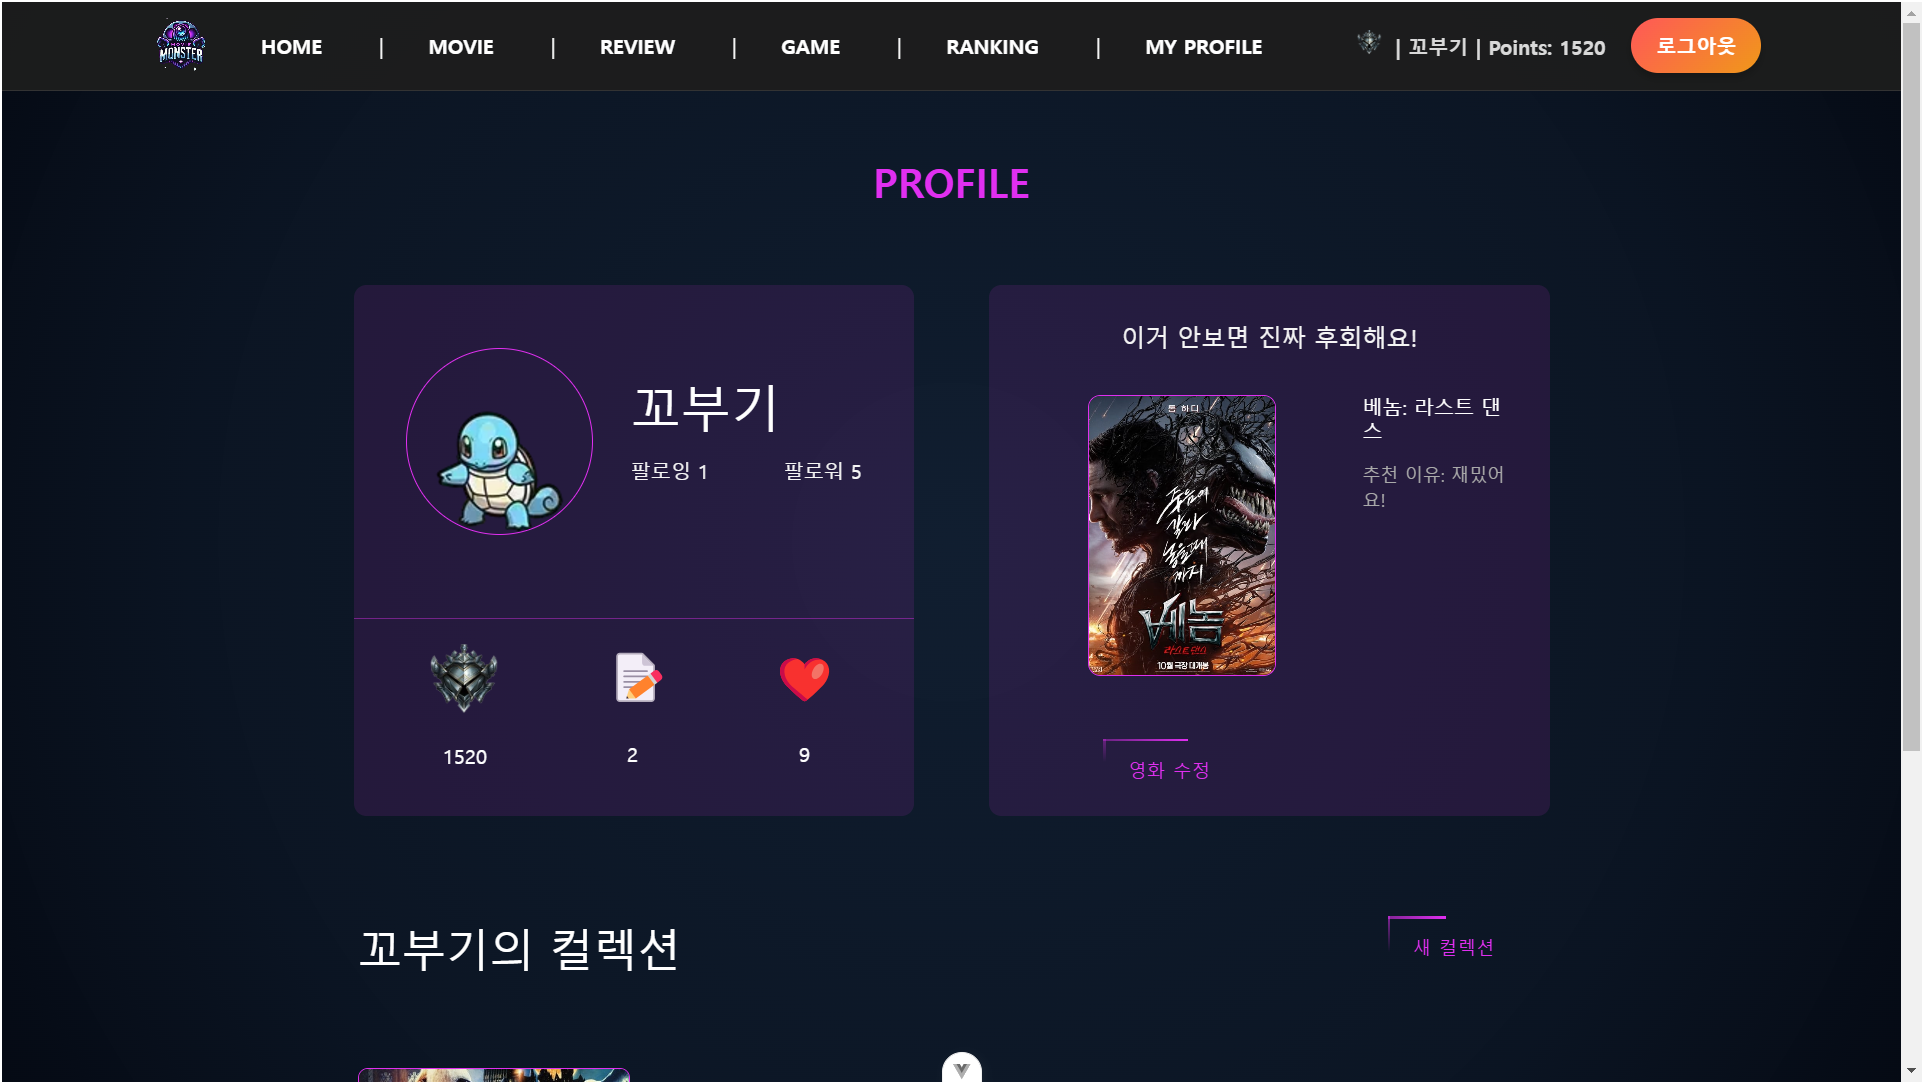 MONSTER
HOME | MOVIE | REVIEW | GAME | RANKING | MY PROFILE
| 꼬부기 | Points: 1520
로그아웃
PROFILE
꼬부기
팔로잉 1
팔로워 5
1520
2
9
이거 안보면 진짜 후회해요!
톰 하디
죽음이
갈라
놓을 때
까지
베놈
라스트 댄스
10월 극장 대개봉
베놈: 라스트 댄
스
추천 이유: 재밌어
요!
영화 수정
꼬부기의 컬렉션
새 컬렉션